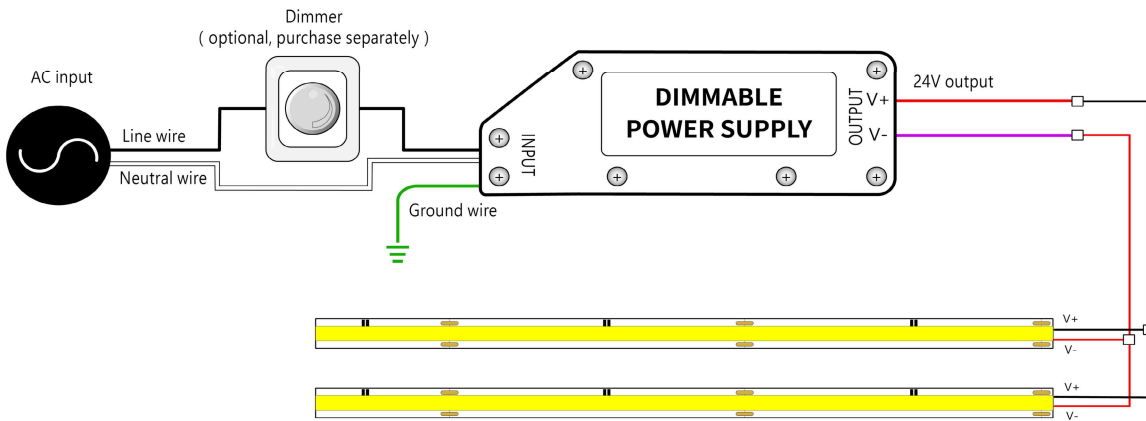 Dimmer
( optional, purchase separately )
AC input
Line wire
Neutral wire
Ground wire
INPUT
DIMMABLE
POWER SUPPLY
OUTPUT
V+
V-
24V output
V+
V-
V+
V-